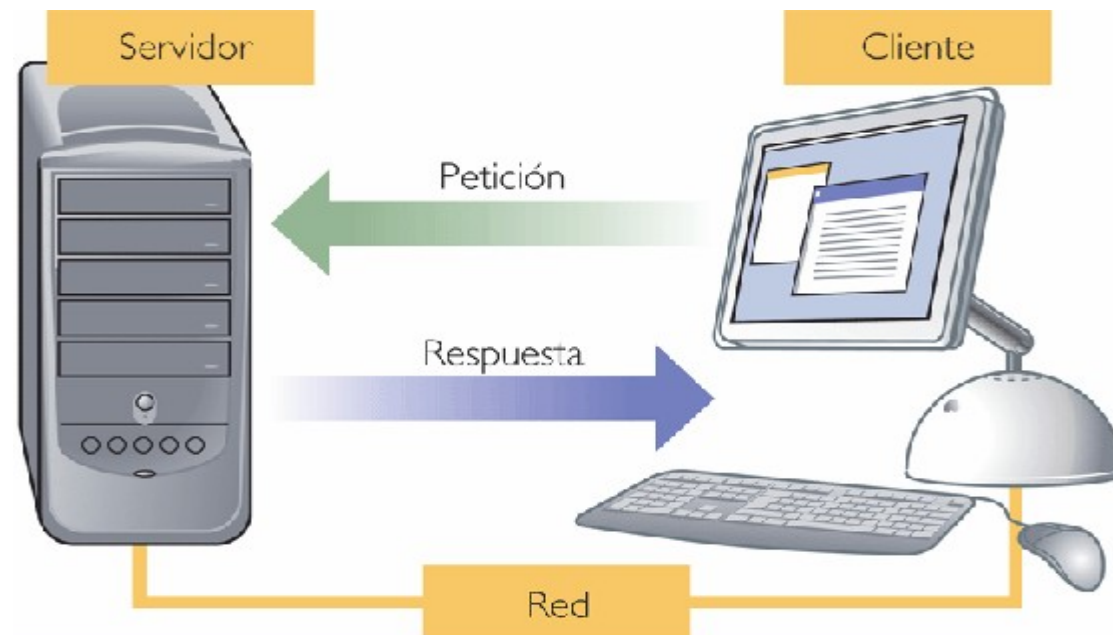 Servidor
Cliente
Petición
Respuesta
Red